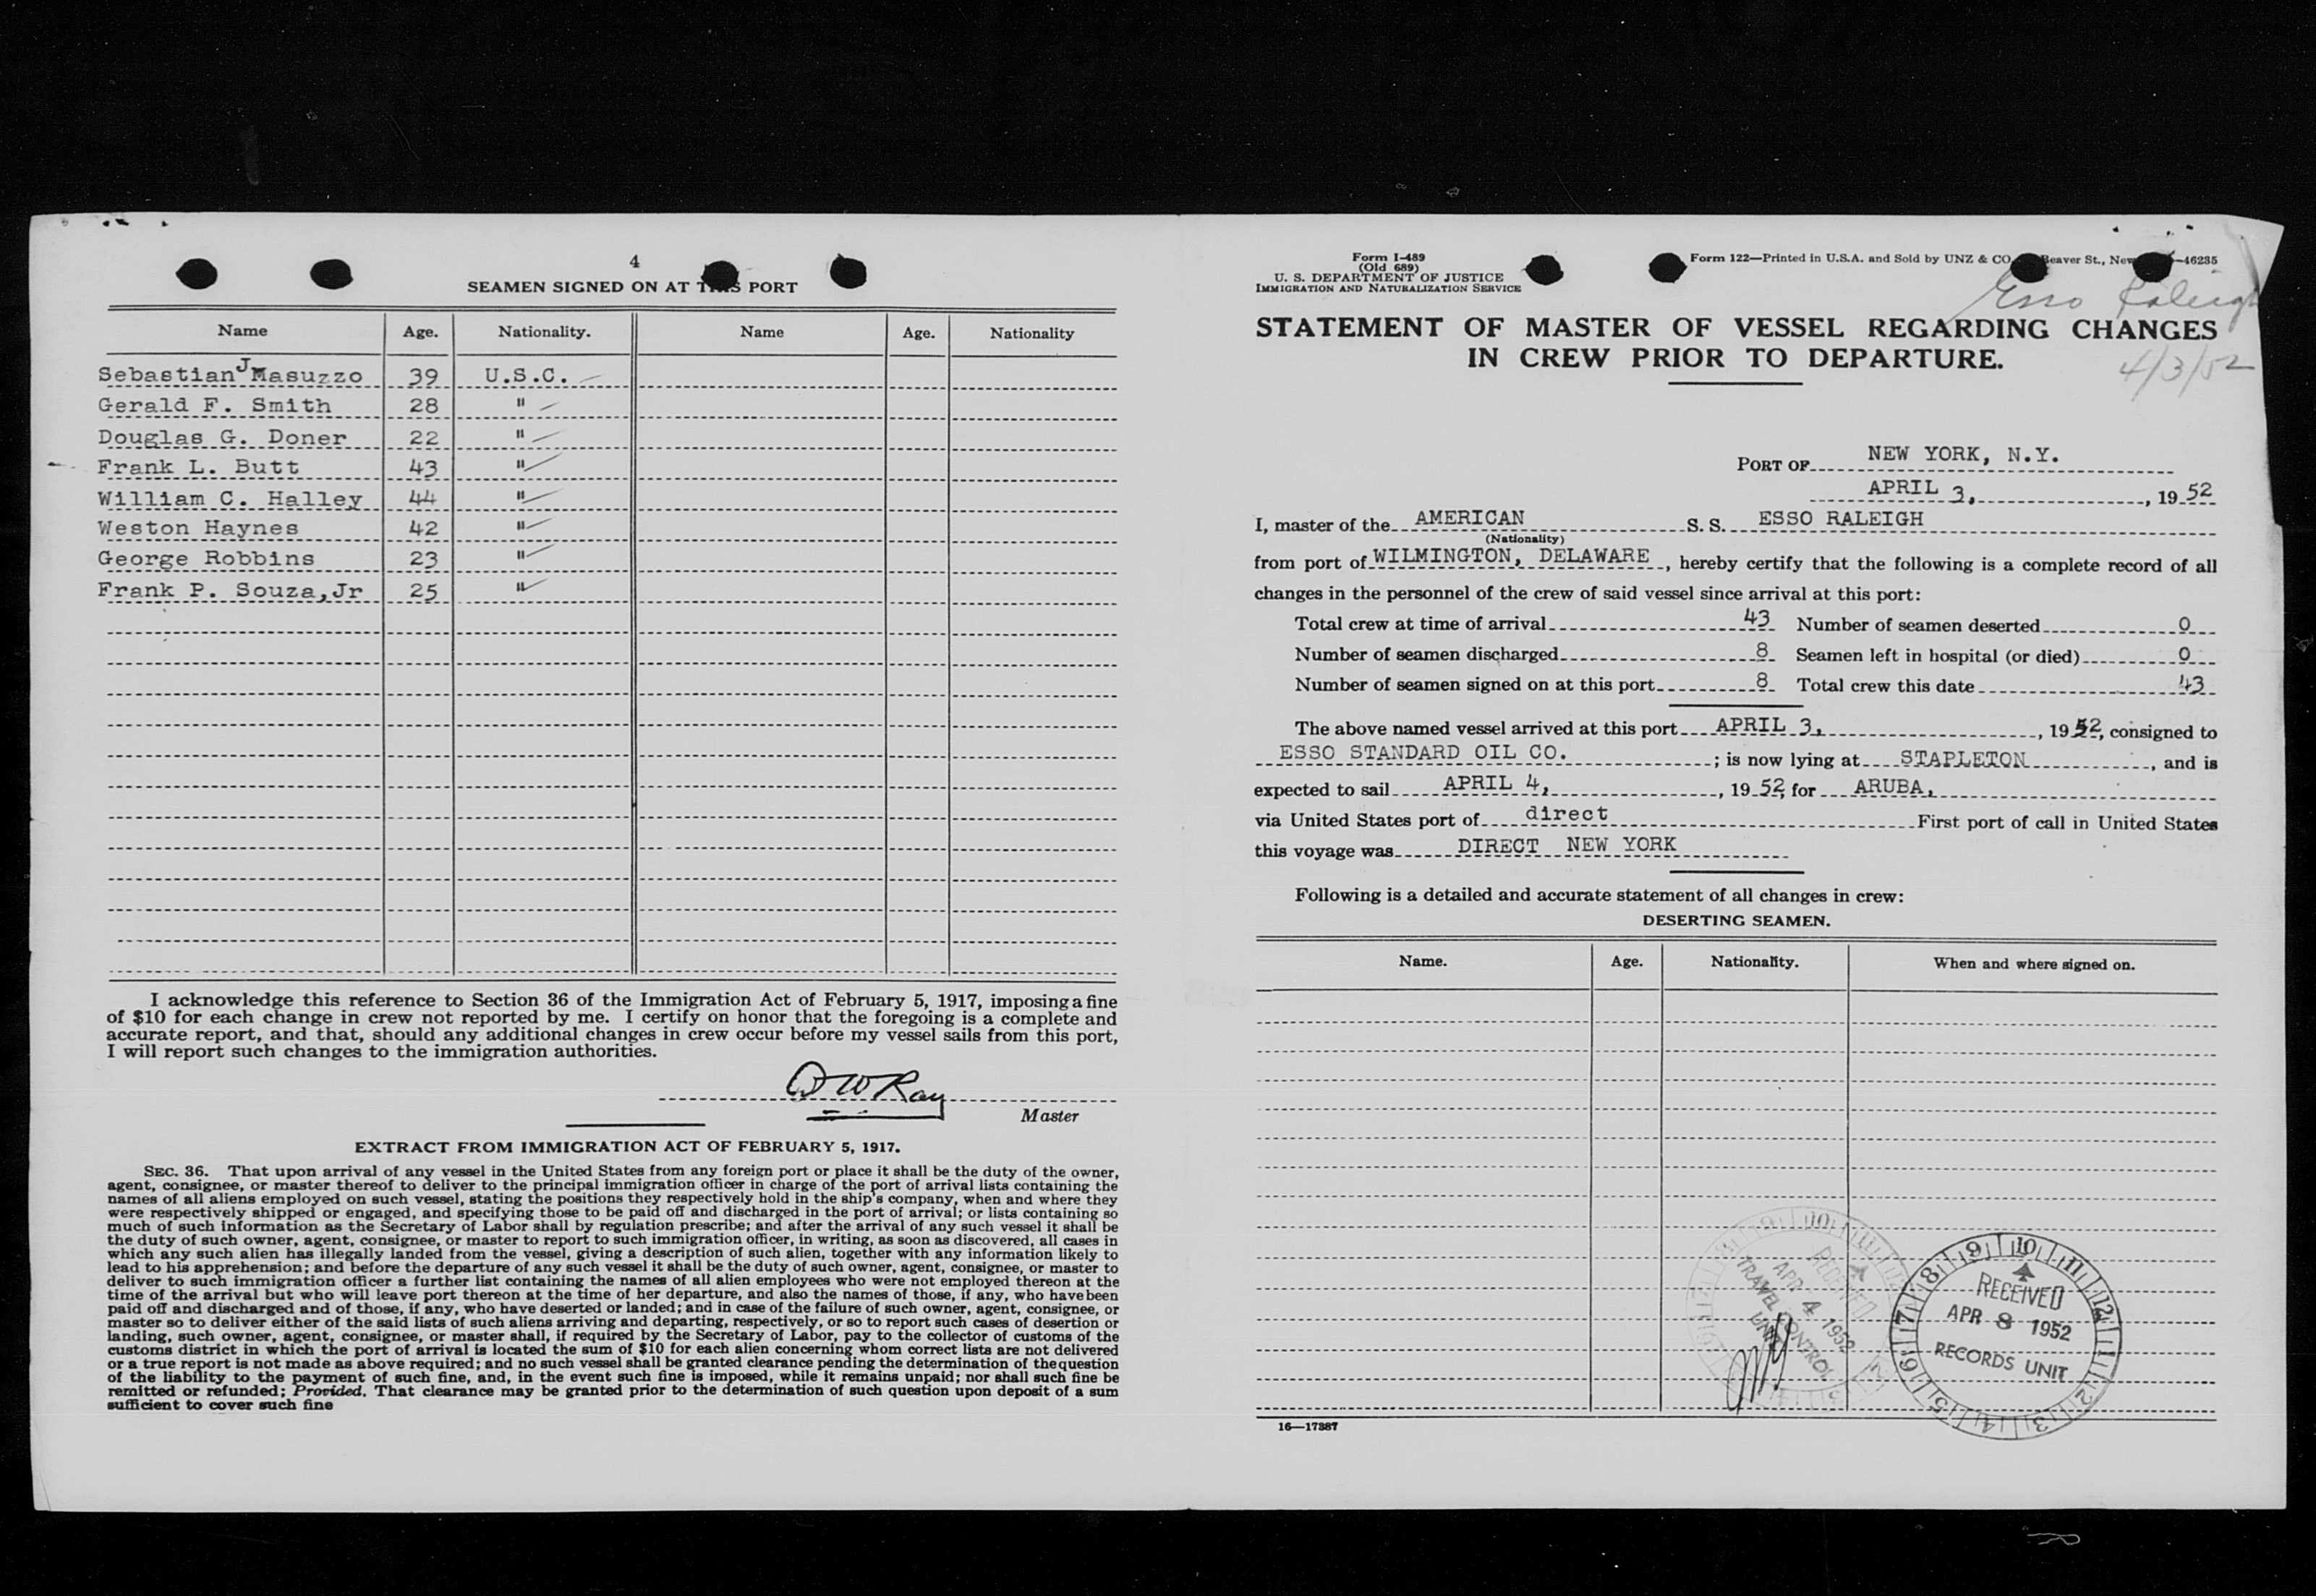 4
SEAMEN SIGNED ON AT THIS PORT
Name Age. Nationality. Name Age. Nationality
Sebastian J Masuzzo 39 U.S.C.
Gerald F. Smith 28 "
Douglas G. Doner 22 "
Frank L. Butt 43 "
William C. Halley 44 "
Weston Haynes 42 "
George Robbins 23 "
Frank P. Souza, Jr 25 "
I acknowledge this reference to Section 36 of the Immigration Act of February 5, 1917, imposing a fine
of $10 for each change in crew not reported by me. I certify on honor that the foregoing is a complete and
accurate report, and that, should any additional changes in crew occur before my vessel sails from this port,
I will report such changes to the immigration authorities.
D W Ray
Master
EXTRACT FROM IMMIGRATION ACT OF FEBRUARY 5, 1917.
SEC. 36. That upon arrival of any vessel in the United States from any foreign port or place it shall be the duty of the owner,
agent, consignee, or master thereof to deliver to the principal immigration officer in charge of the port of arrival lists containing the
names of all aliens employed on such vessel, stating the positions they respectively hold in the ship's company, when and where they
were respectively shipped or engaged, and specifying those to be paid off and discharged in the port of arrival; or lists containing so
much of such information as the Secretary of Labor shall by regulation prescribe; and after the arrival of any such vessel it shall be
the duty of such owner, agent, consignee, or master to report to such immigration officer, in writing, as soon as discovered, all cases in
which any such alien has illegally landed from the vessel, giving a description of such alien, together with any information likely to
lead to his apprehension; and before the departure of any such vessel it shall be the duty of such owner, agent, consignee, or master to
deliver to such immigration officer a further list containing the names of all alien employees who were not employed thereon at the
time of the arrival but who will leave port thereon at the time of her departure, and also the names of those, if any, who have been
paid off and discharged and of those, if any, who have deserted or landed; and in case of the failure of such owner, agent, consignee, or
master so to deliver either of the said lists of such aliens arriving and departing, respectively, or so to report such cases of desertion or
landing, such owner, agent, consignee, or master shall, if required by the Secretary of Labor, pay to the collector of customs of the
customs district in which the port of arrival is located the sum of $10 for each alien concerning whom correct lists are not delivered
or a true report is not made as above required; and no such vessel shall be granted clearance pending the determination of the question
of the liability to the payment of such fine, and, in the event such fine is imposed, while it remains unpaid; nor shall such fine be
remitted or refunded; Provided, That clearance may be granted prior to the determination of such question upon deposit of a sum
sufficient to cover such fine
Form I-489
(Old 689)
U. S. DEPARTMENT OF JUSTICE
IMMIGRATION AND NATURALIZATION SERVICE
Form 122—Printed in U.S.A. and Sold by UNZ & CO Beaver St., New —46235
Esso Raleigh
STATEMENT OF MASTER OF VESSEL REGARDING CHANGES
IN CREW PRIOR TO DEPARTURE.
4/3/52
PORT OF NEW YORK, N.Y.
APRIL 3, , 19 52
I, master of the AMERICAN S. S. ESSO RALEIGH
(Nationality)
from port of WILMINGTON, DELAWARE , hereby certify that the following is a complete record of all
changes in the personnel of the crew of said vessel since arrival at this port:
Total crew at time of arrival 43 Number of seamen deserted 0
Number of seamen discharged 8 Seamen left in hospital (or died) 0
Number of seamen signed on at this port 8 Total crew this date 43
The above named vessel arrived at this port APRIL 3, , 19 52, consigned to
ESSO STANDARD OIL CO. ; is now lying at STAPLETON , and is
expected to sail APRIL 4, , 19 52, for ARUBA,
via United States port of direct First port of call in United States
this voyage was DIRECT NEW YORK
Following is a detailed and accurate statement of all changes in crew:
DESERTING SEAMEN.
Name. Age. Nationality. When and where signed on.
RECEIVED
APR 4 1952
TRAVEL CONTROL
UNIT
9 10 11 12 1 2 3 4 5 6 7 8
RECEIVED
APR 8 1952
RECORDS UNIT
16—17887